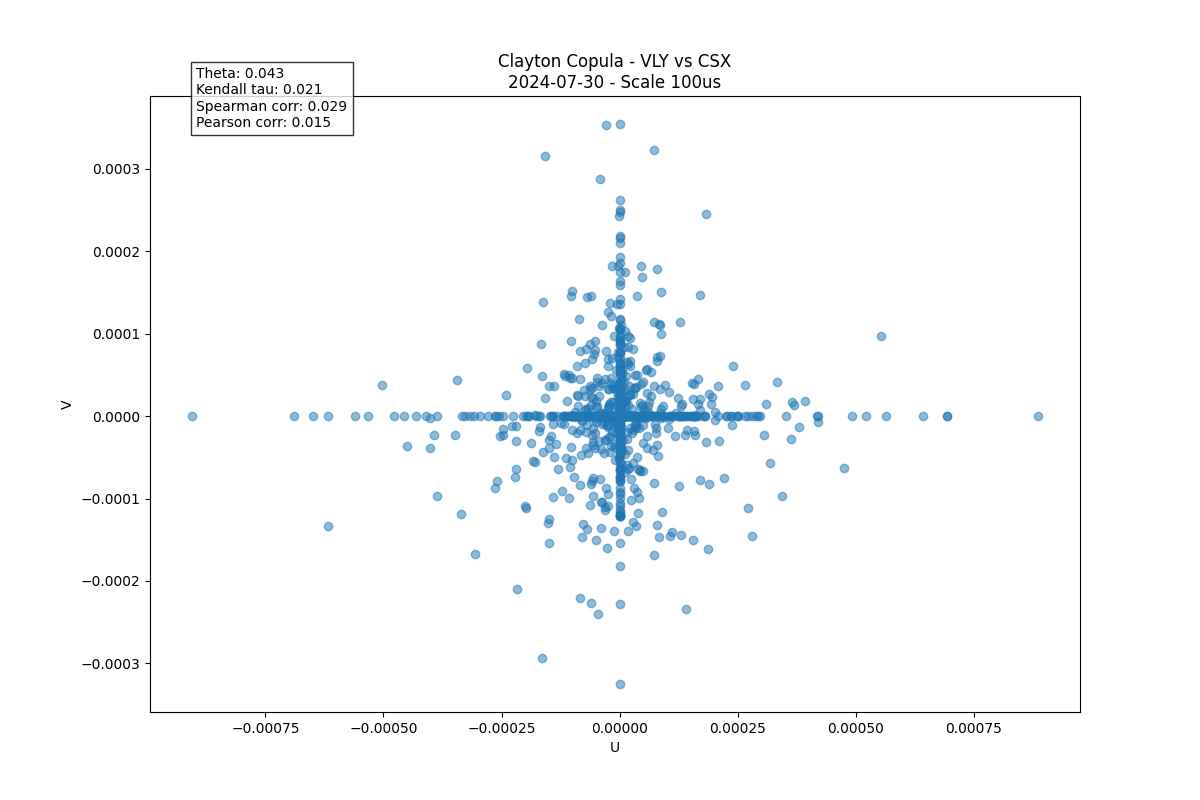 Clayton Copula - VLY vs CSX
2024-07-30 - Scale 100us
Theta: 0.043
Kendall tau: 0.021
Spearman corr: 0.029
Pearson corr: 0.015
V
0.0003
0.0002
0.0001
0.0000
−0.0001
−0.0002
−0.0003
−0.00075 −0.00050 −0.00025 0.00000 0.00025 0.00050 0.00075
U